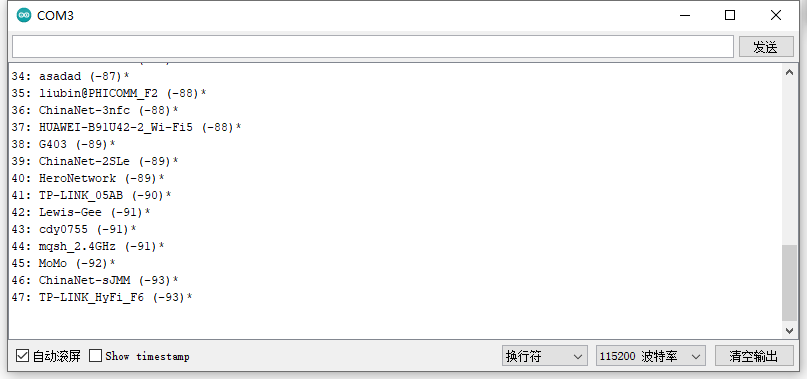 COM3
发送
34: asadad (-87)*
35: liubin@PHICOMM_F2 (-88)*
36: ChinaNet-3nfc (-88)*
37: HUAWEI-B91U42-2_Wi-Fi5 (-88)*
38: G403 (-89)*
39: ChinaNet-2SLe (-89)*
40: HeroNetwork (-89)*
41: TP-LINK_05AB (-90)*
42: Lewis-Gee (-91)*
43: cdy0755 (-91)*
44: mqsh_2.4GHz (-91)*
45: MoMo (-92)*
46: ChinaNet-sJMM (-93)*
47: TP-LINK_HyFi_F6 (-93)*
自动滚屏 Show timestamp 换行符 115200 波特率 清空输出